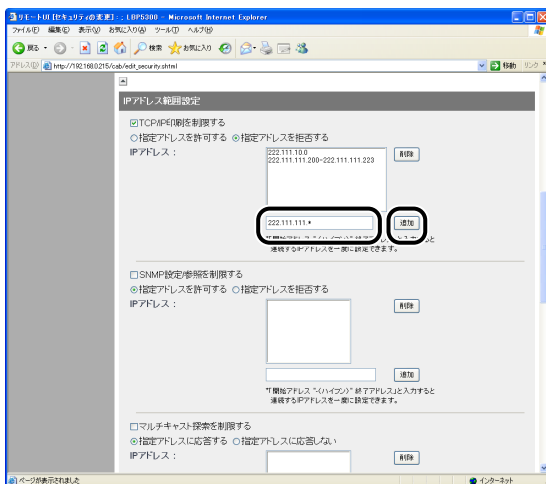 リモートUI [セキュリティの変更] : ; LBP5300 - Microsoft Internet Explorer
ファイル(F) 編集(E) 表示(V) お気に入り(A) ツール(T) ヘルプ(H)
戻る 検索 お気に入り
アドレス(D) http://192.168.0.215/cab/edit_security.shtml 移動 リンク
IPアドレス範囲設定
TCP/IP印刷を制限する
指定アドレスを許可する 指定アドレスを拒否する
IPアドレス :
222.111.10.0
222.111.111.200-222.111.111.223
削除
222.111.111.* 追加
連続するIPアドレスを一度に設定できます。
SNMP設定/参照を制限する
指定アドレスを許可する 指定アドレスを拒否する
IPアドレス : 削除
追加
*「開始アドレス "-(ハイフン)" 終了アドレス」と入力すると
連続するIPアドレスを一度に設定できます。
マルチキャスト探索を制限する
指定アドレスに応答する 指定アドレスに応答しない
IPアドレス : 削除
ページが表示されました インターネット